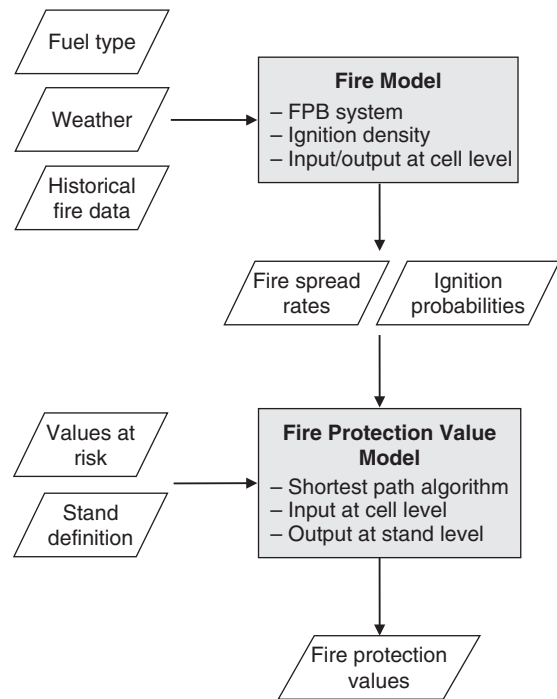 Fuel type
Weather
Historical
fire data
Fire Model
– FPB system
– Ignition density
– Input/output at cell level
Fire spread
rates
Ignition
probabilities
Values at
risk
Stand
definition
Fire Protection Value
Model
– Shortest path algorithm
– Input at cell level
– Output at stand level
Fire protection
values